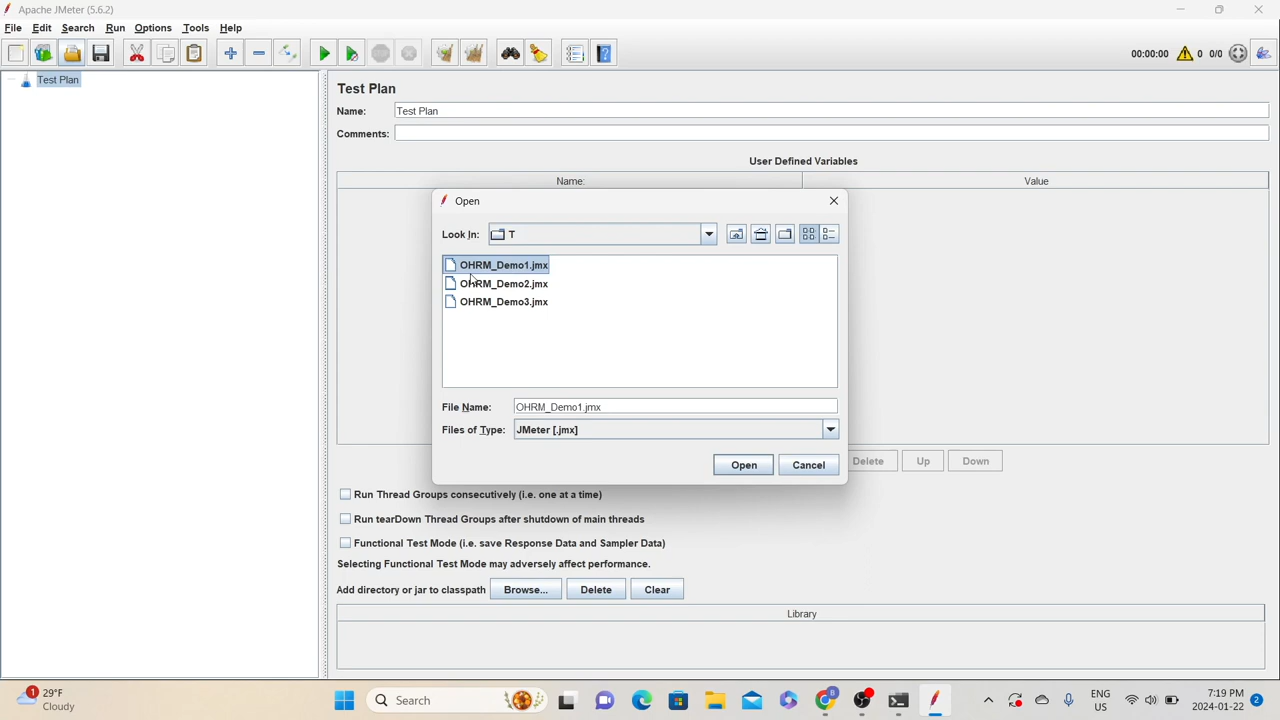 Apache JMeter (5.6.2)
File Edit Search Run Options Tools Help
00:00:00 0 0/0
Test Plan
Test Plan
Name: Test Plan
Comments:
User Defined Variables
Name: Value
Open
Look In: T
OHRM_Demo1.jmx
OHRM_Demo2.jmx
OHRM_Demo3.jmx
File Name: OHRM_Demo1.jmx
Files of Type: JMeter [.jmx]
Open Cancel
Delete Up Down
Run Thread Groups consecutively (i.e. one at a time)
Run tearDown Thread Groups after shutdown of main threads
Functional Test Mode (i.e. save Response Data and Sampler Data)
Selecting Functional Test Mode may adversely affect performance.
Add directory or jar to classpath Browse... Delete Clear
Library
1 29°F
Cloudy
Search
B
ENG
US
7:19 PM
2024-01-22
2